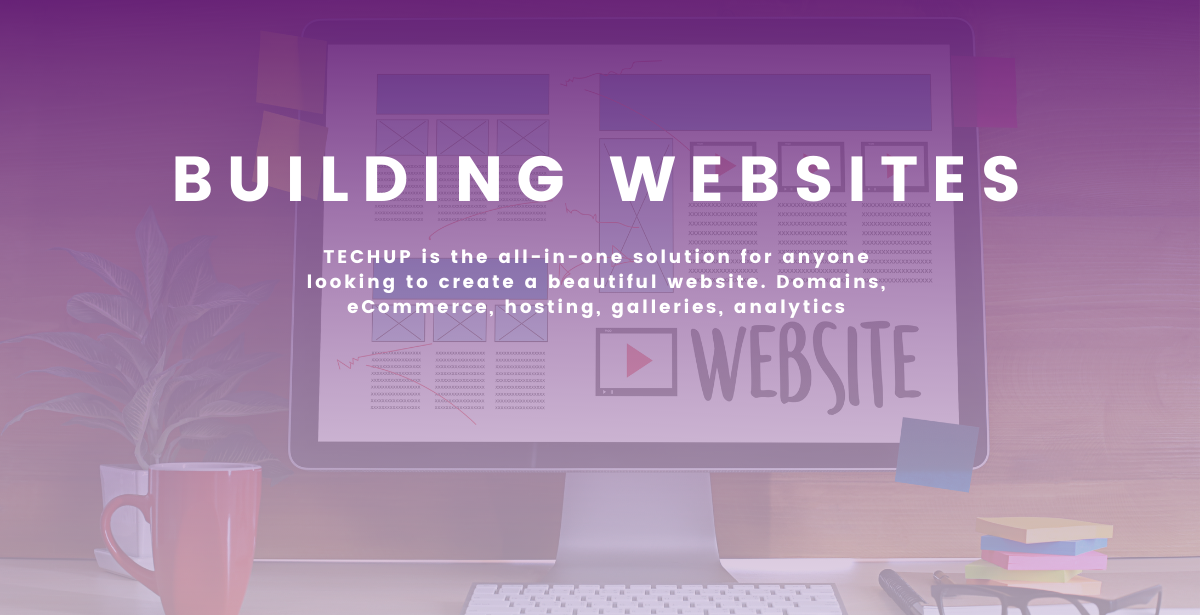 BUILDING WEBSITES
TECHUP is the all-in-one solution for anyone
looking to create a beautiful website. Domains,
eCommerce, hosting, galleries, analytics
WEBSITE